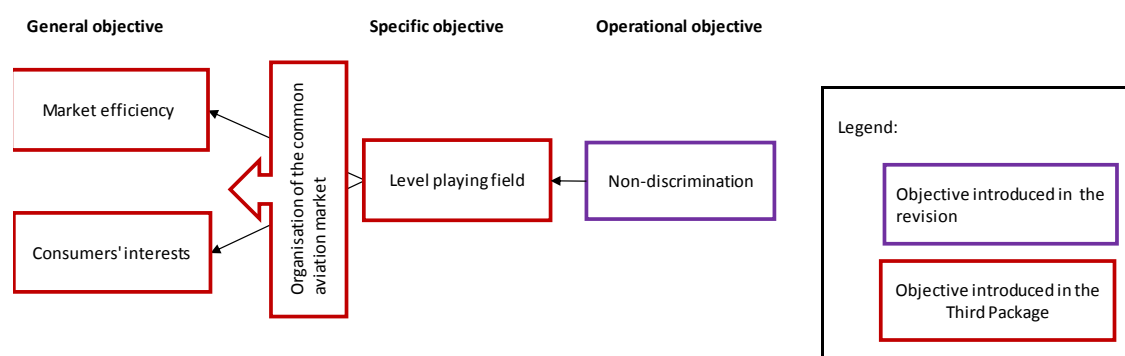 General objective
Specific objective
Operational objective
Market efficiency
Consumers' interests
Organisation of the common
aviation market
Level playing field
Non-discrimination
Legend:
Objective introduced in the
revision
Objective introduced in the
Third Package